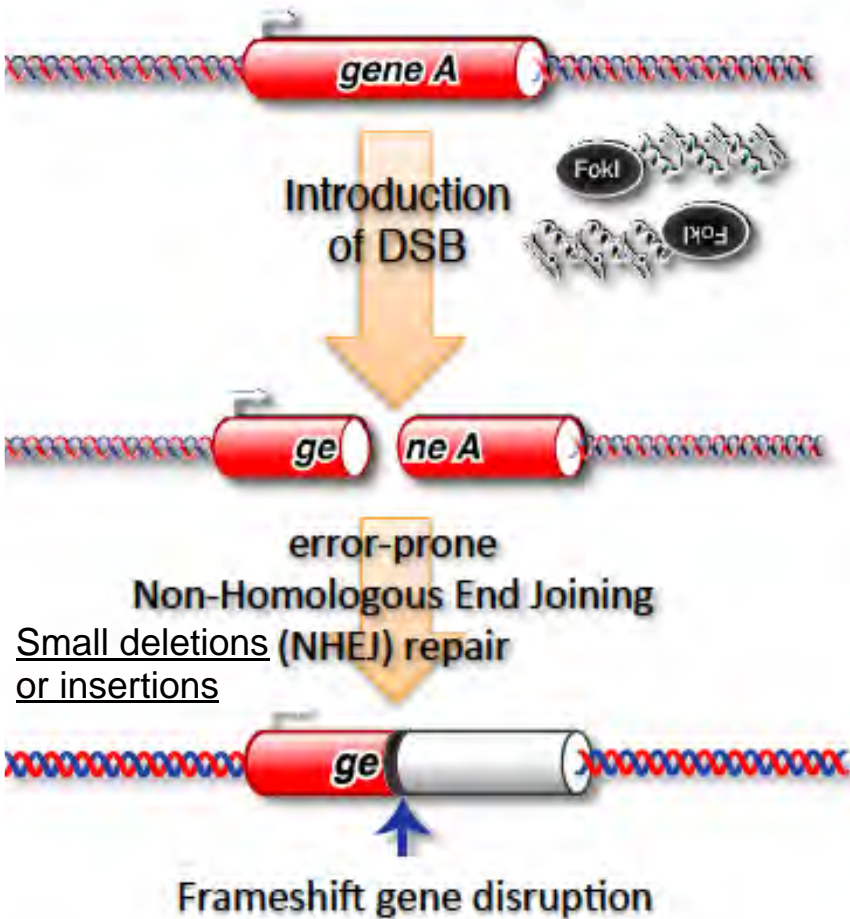 gene A
Introduction
of DSB
FokI
FokI
ge
ne A
error-prone
Non-Homologous End Joining
Small deletions (NHEJ) repair
or insertions
ge
Frameshift gene disruption